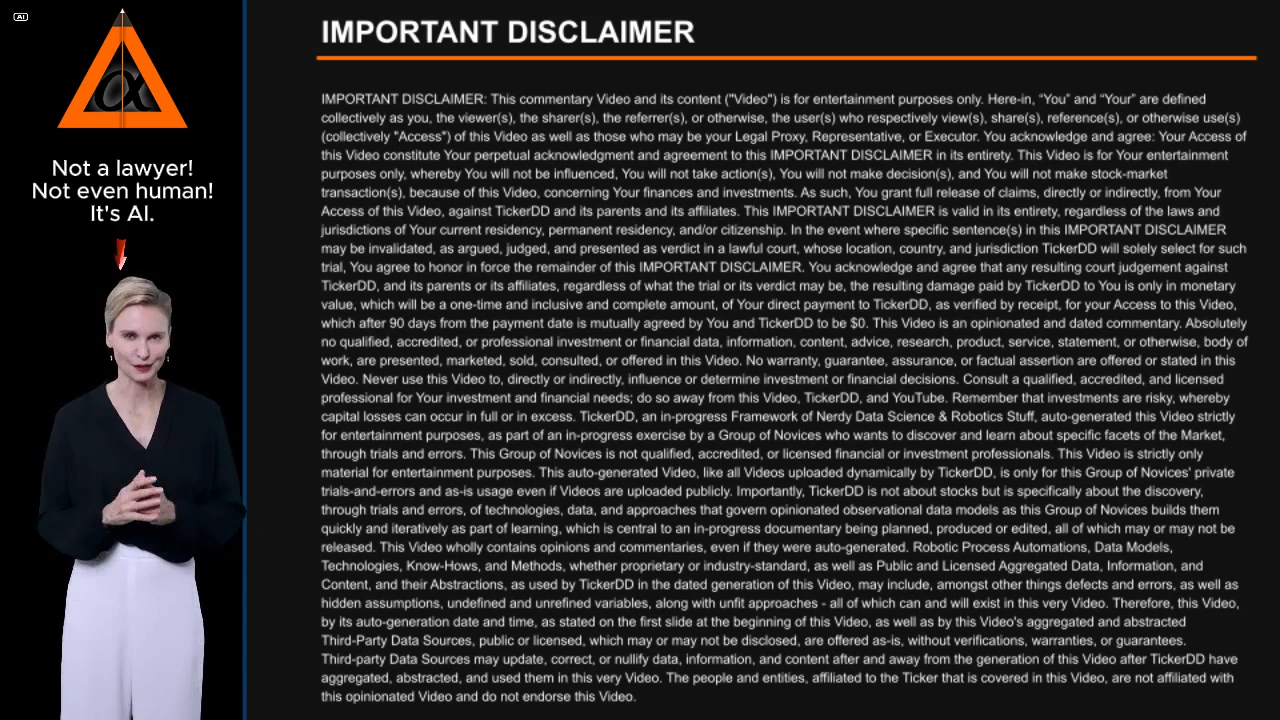 AI
α
Not a lawyer!
Not even human!
It's AI.
IMPORTANT DISCLAIMER
IMPORTANT DISCLAIMER: This commentary Video and its content ("Video") is for entertainment purposes only. Here-in, “You” and “Your” are defined
collectively as you, the viewer(s), the sharer(s), the referrer(s), or otherwise, the user(s) who respectively view(s), share(s), reference(s), or otherwise use(s)
(collectively "Access") of this Video as well as those who may be your Legal Proxy, Representative, or Executor. You acknowledge and agree: Your Access of
this Video constitute Your perpetual acknowledgment and agreement to this IMPORTANT DISCLAIMER in its entirety. This Video is for Your entertainment
purposes only, whereby You will not be influenced, You will not take action(s), You will not make decision(s), and You will not make stock-market
transaction(s), because of this Video, concerning Your finances and investments. As such, You grant full release of claims, directly or indirectly, from Your
Access of this Video, against TickerDD and its parents and its affiliates. This IMPORTANT DISCLAIMER is valid in its entirety, regardless of the laws and
jurisdictions of Your current residency, permanent residency, and/or citizenship. In the event where specific sentence(s) in this IMPORTANT DISCLAIMER
may be invalidated, as argued, judged, and presented as verdict in a lawful court, whose location, country, and jurisdiction TickerDD will solely select for such
trial, You agree to honor in force the remainder of this IMPORTANT DISCLAIMER. You acknowledge and agree that any resulting court judgement against
TickerDD, and its parents or its affiliates, regardless of what the trial or its verdict may be, the resulting damage paid by TickerDD to You is only in monetary
value, which will be a one-time and inclusive and complete amount, of Your direct payment to TickerDD, as verified by receipt, for your Access to this Video,
which after 90 days from the payment date is mutually agreed by You and TickerDD to be $0. This Video is an opinionated and dated commentary. Absolutely
no qualified, accredited, or professional investment or financial data, information, content, advice, research, product, service, statement, or otherwise, body of
work, are presented, marketed, sold, consulted, or offered in this Video. No warranty, guarantee, assurance, or factual assertion are offered or stated in this
Video. Never use this Video to, directly or indirectly, influence or determine investment or financial decisions. Consult a qualified, accredited, and licensed
professional for Your investment and financial needs; do so away from this Video, TickerDD, and YouTube. Remember that investments are risky, whereby
capital losses can occur in full or in excess. TickerDD, an in-progress Framework of Nerdy Data Science & Robotics Stuff, auto-generated this Video strictly
for entertainment purposes, as part of an in-progress exercise by a Group of Novices who wants to discover and learn about specific facets of the Market,
through trials and errors. This Group of Novices is not qualified, accredited, or licensed financial or investment professionals. This Video is strictly only
material for entertainment purposes. This auto-generated Video, like all Videos uploaded dynamically by TickerDD, is only for this Group of Novices' private
trials-and-errors and as-is usage even if Videos are uploaded publicly. Importantly, TickerDD is not about stocks but is specifically about the discovery,
through trials and errors, of technologies, data, and approaches that govern opinionated observational data models as this Group of Novices builds them
quickly and iteratively as part of learning, which is central to an in-progress documentary being planned, produced or edited, all of which may or may not be
released. This Video wholly contains opinions and commentaries, even if they were auto-generated. Robotic Process Automations, Data Models,
Technologies, Know-Hows, and Methods, whether proprietary or industry-standard, as well as Public and Licensed Aggregated Data, Information, and
Content, and their Abstractions, as used by TickerDD in the dated generation of this Video, may include, amongst other things defects and errors, as well as
hidden assumptions, undefined and unrefined variables, along with unfit approaches - all of which can and will exist in this very Video. Therefore, this Video,
by its auto-generation date and time, as stated on the first slide at the beginning of this Video, as well as by this Video's aggregated and abstracted
Third-Party Data Sources, public or licensed, which may or may not be disclosed, are offered as-is, without verifications, warranties, or guarantees.
Third-party Data Sources may update, correct, or nullify data, information, and content after and away from the generation of this Video after TickerDD have
aggregated, abstracted, and used them in this very Video. The people and entities, affiliated to the Ticker that is covered in this Video, are not affiliated with
this opinionated Video and do not endorse this Video.